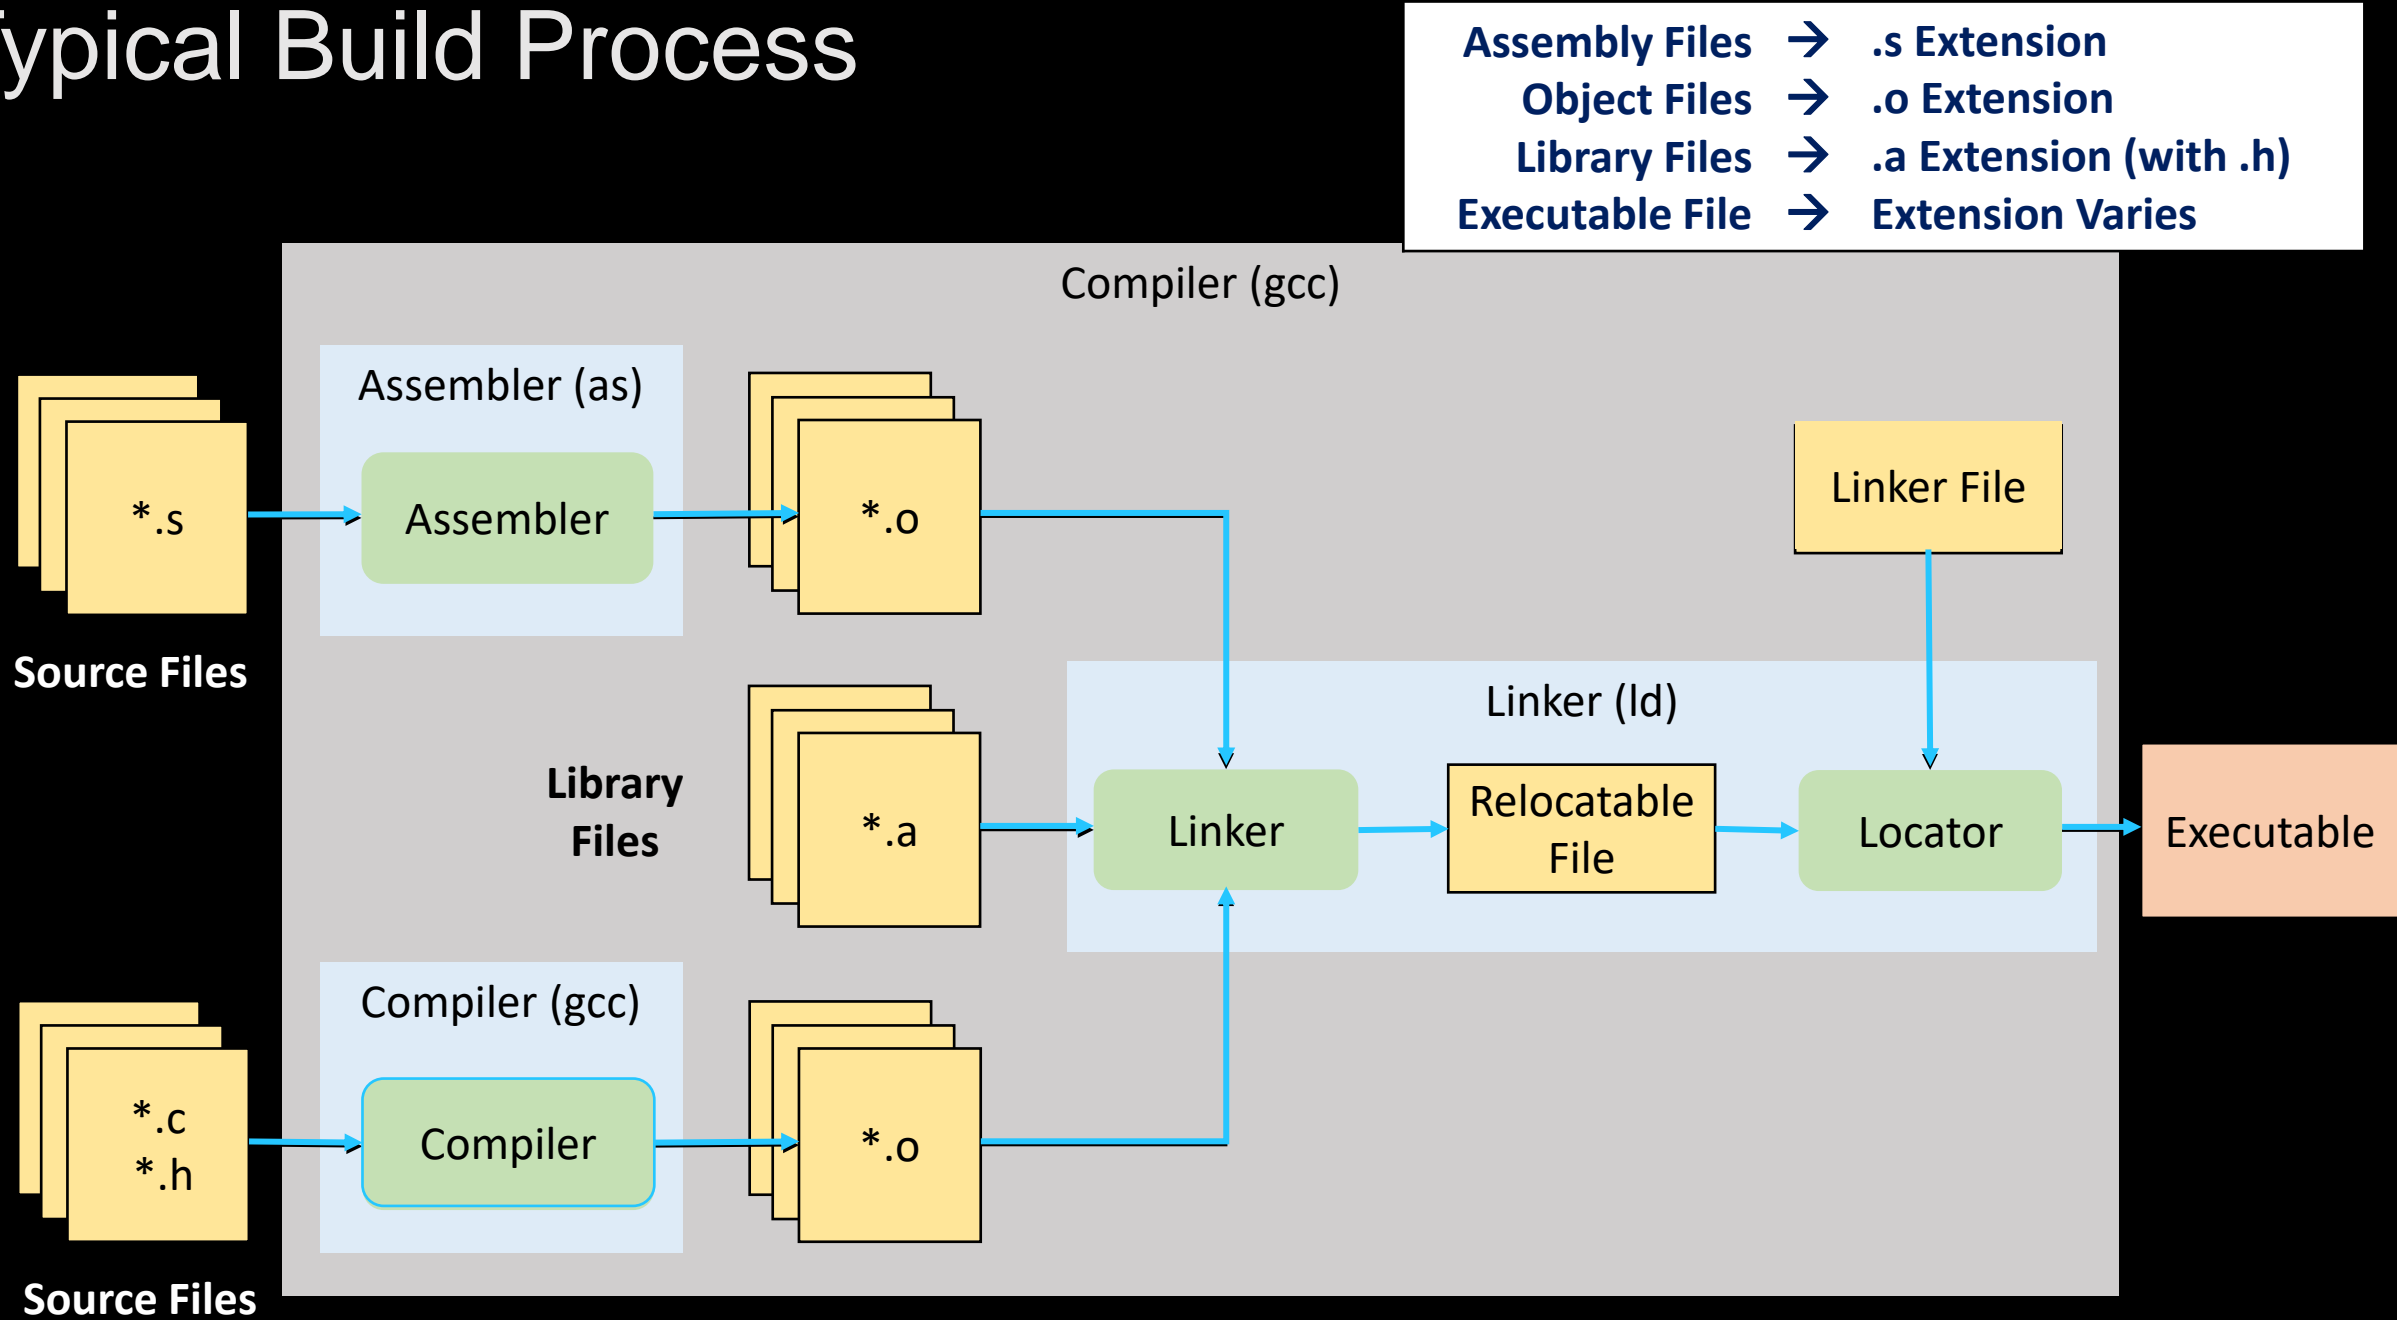 ypical Build Process
Assembly Files → .s Extension
Object Files → .o Extension
Library Files → .a Extension (with .h)
Executable File → Extension Varies
Compiler (gcc)
Assembler (as)
*.s
Assembler
*.o
Linker File
Source Files
Library
Files
*.a
Linker (ld)
Linker
Relocatable
File
Locator
Executable
Compiler (gcc)
*.c
*.h
Compiler
*.o
Source Files